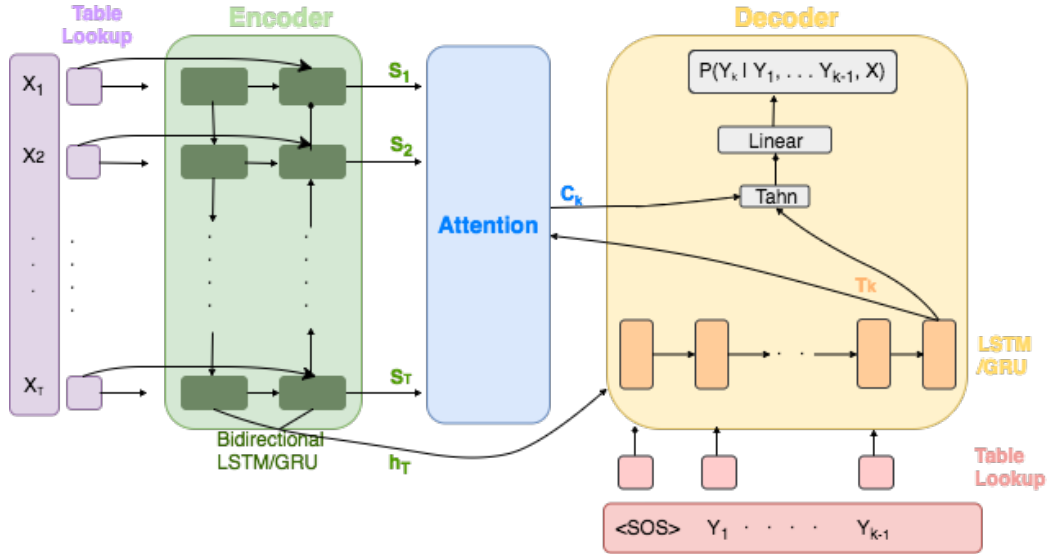 Table
Lookup
Encoder
Decoder
X1
X2
. . . .
XT
S1
S2
ST
Bidirectional
LSTM/GRU
hT
Attention
Ck
P(Yk | Y1, . . . Yk-1, X)
Linear
Tahn
Tk
LSTM
/GRU
Table
Lookup
<SOS> Y1 . . . . Yk-1